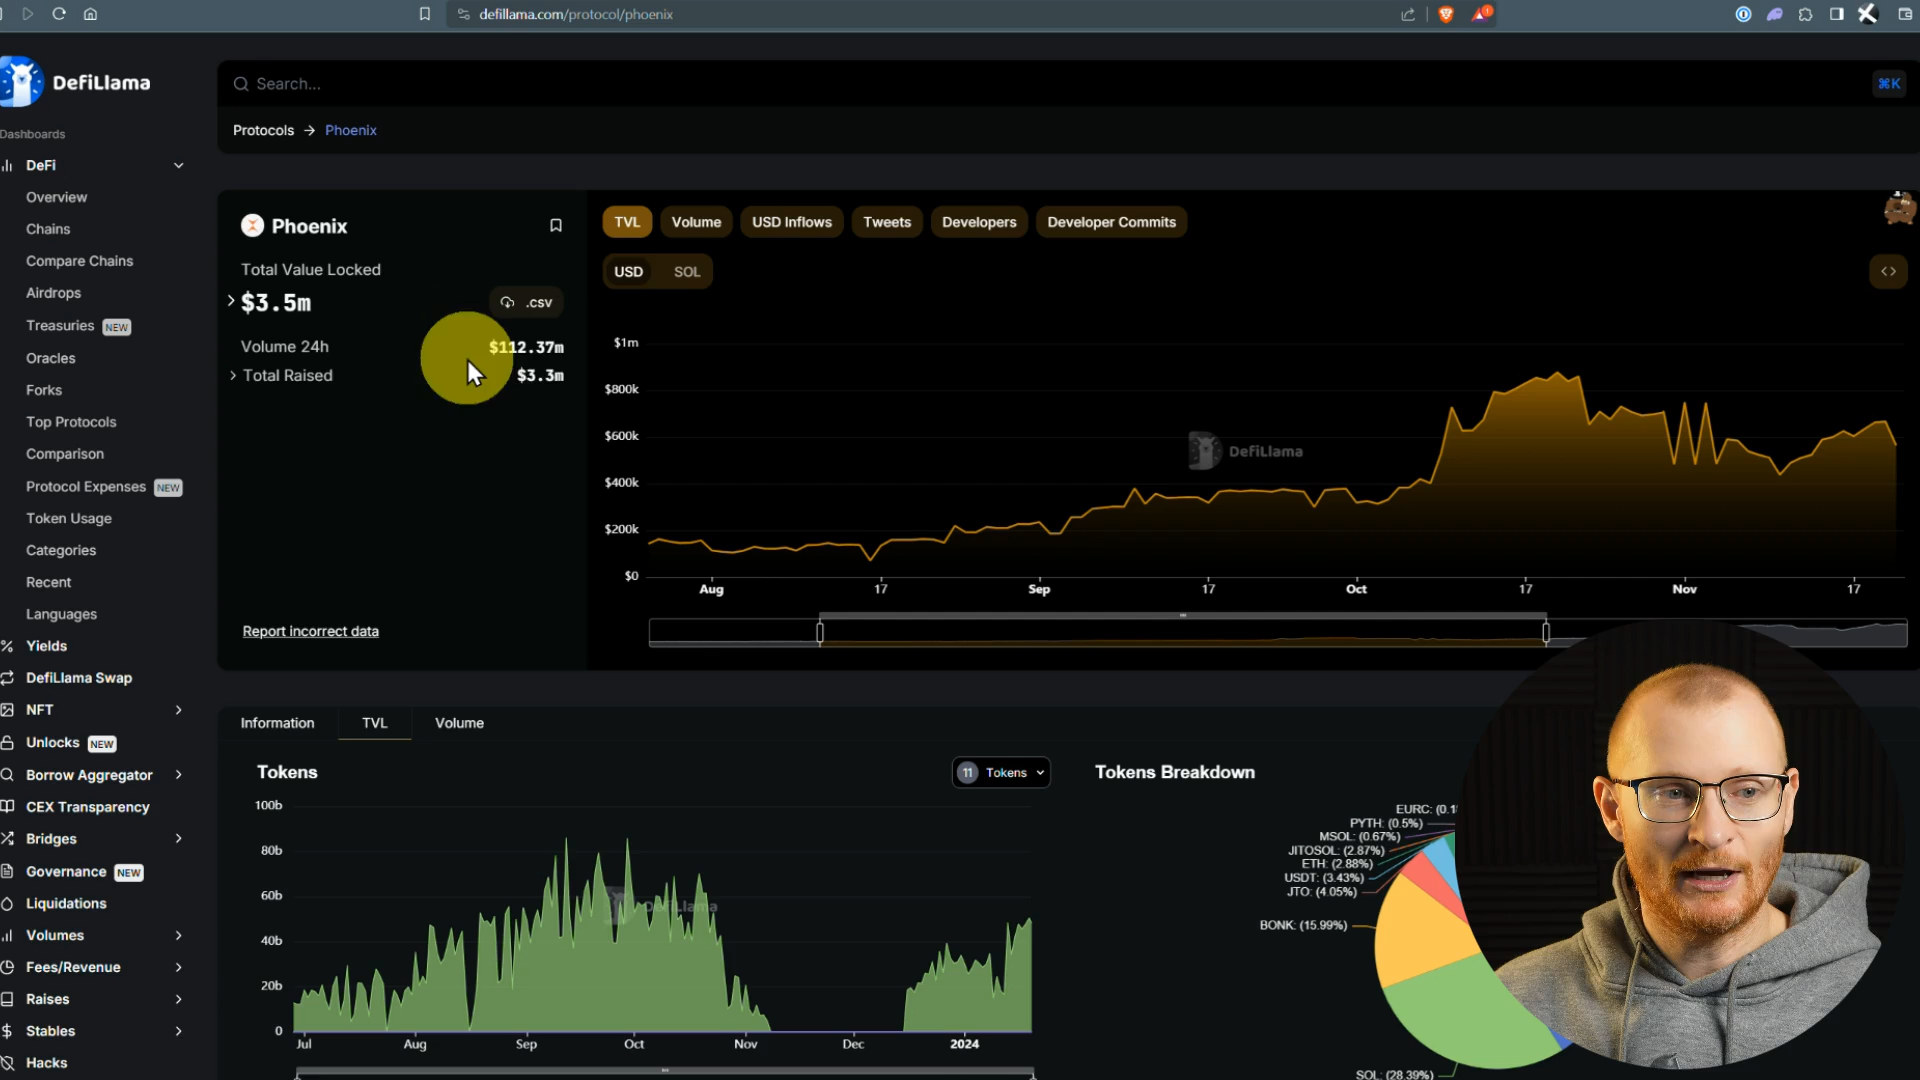 defillama.com/protocol/phoenix
1
DefiLlama
Search...
⌘K
Protocols → Phoenix
Dashboards
DeFi
Overview
Chains
Compare Chains
Airdrops
Treasuries NEW
Oracles
Forks
Top Protocols
Comparison
Protocol Expenses NEW
Token Usage
Categories
Recent
Languages
Yields
DefiLlama Swap
NFT
Unlocks NEW
Borrow Aggregator
CEX Transparency
Bridges
Governance NEW
Liquidations
Volumes
Fees/Revenue
Raises
Stables
Hacks
Phoenix
Total Value Locked
$3.5m
.csv
Volume 24h $112.37m
Total Raised $3.3m
Report incorrect data
TVL Volume USD Inflows Tweets Developers Developer Commits
USD SOL
$1m
$800k
$600k
$400k
$200k
$0
DefiLlama
Aug 17 Sep 17 Oct 17 Nov 17
Information TVL Volume
Tokens
11 Tokens
100b
80b
60b
40b
20b
0
DefiLlama
Jul Aug Sep Oct Nov Dec 2024
Tokens Breakdown
EURC: (0.1
PYTH: (0.5%)
MSOL: (0.67%)
JITOSOL: (2.87%)
ETH: (2.88%)
USDT: (3.43%)
JTO: (4.05%)
BONK: (15.99%)
SOL: (28.39%)